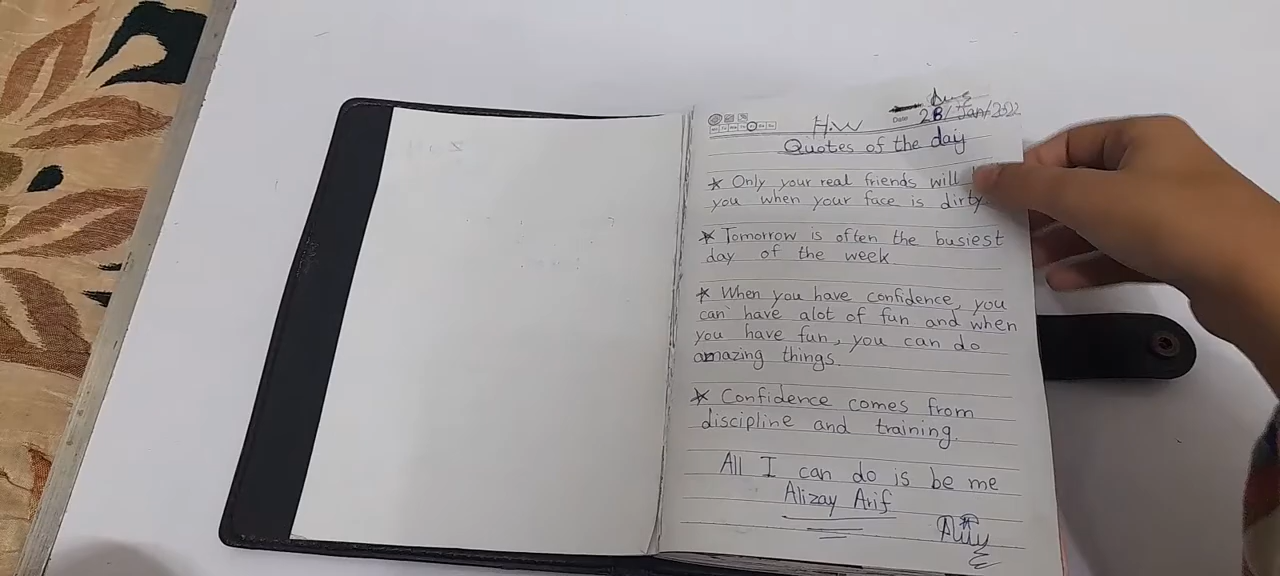 H.W
Date 28/Jan/2022
Quotes of the day
* Only your real friends will
you when your face is dirty
* Tomorrow is often the busiest
day of the week.
* When you have confidence, you
can have alot of fun and when
you have fun, you can do
amazing things.
* Confidence comes from
discipline and training.
All I can do is be me
Alizay Arif